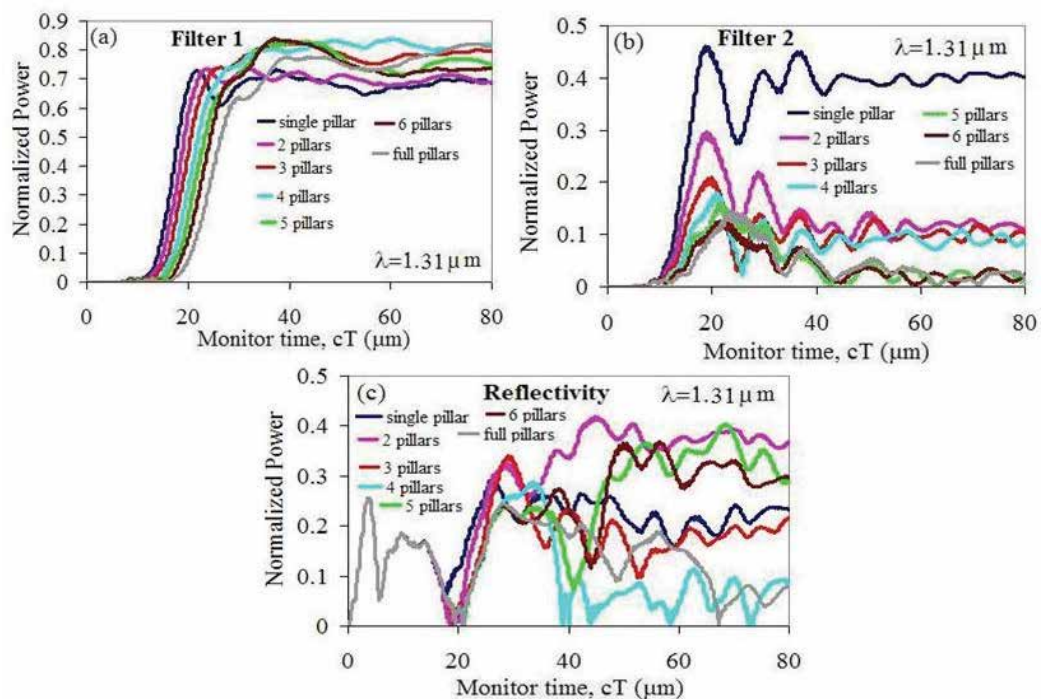 (a)
Filter 1
Normalized Power
0.9
0.8
0.7
0.6
0.5
0.4
0.3
0.2
0.1
0
single pillar
2 pillars
3 pillars
4 pillars
5 pillars
6 pillars
full pillars
λ=1.31μm
0 20 40 60 80
Monitor time, cT (μm)
(b)
Filter 2
λ=1.31μm
Normalized Power
0.5
0.4
0.3
0.2
0.1
0
single pillar
2 pillars
3 pillars
4 pillars
5 pillars
6 pillars
full pillars
0 20 40 60 80
Monitor time, cT (μm)
(c)
Reflectivity
λ=1.31μm
Normalized Power
0.5
0.4
0.3
0.2
0.1
0
single pillar
2 pillars
3 pillars
4 pillars
5 pillars
6 pillars
full pillars
0 20 40 60 80
Monitor time, cT (μm)